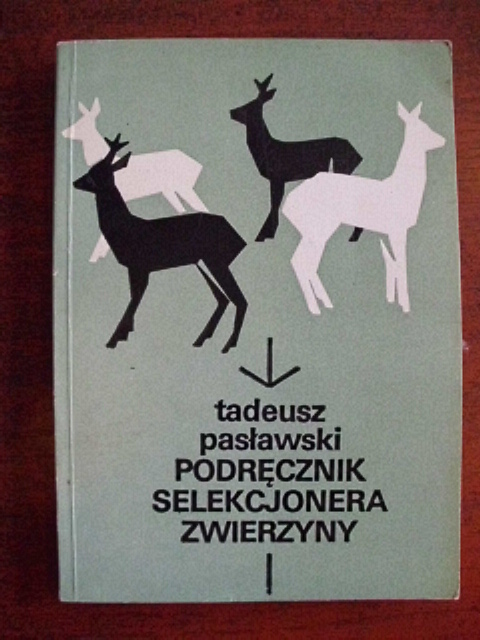 tadeusz
pasławski
PODRĘCZNIK
SELEKCJONERA
ZWIERZYNY